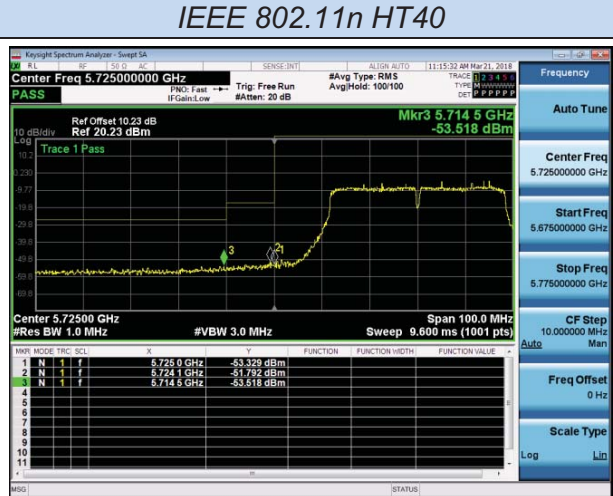 IEEE 802.11n HT40
Keysight Spectrum Analyzer - Swept SA
RL RF 50 Ω AC SENSE:INT ALIGN AUTO 11:15:32 AM Mar 21, 2018
Center Freq 5.725000000 GHz
PASS
PNO: Fast
IFGain:Low
Trig: Free Run
#Atten: 20 dB
#Avg Type: RMS
Avg|Hold: 100/100
TRACE 1 2 3 4 5 6
TYPE M W W W W W
DET P P P P P P
Ref Offset 10.23 dB
10 dB/div Ref 20.23 dBm
Mkr3 5.714 5 GHz
-53.518 dBm
Log
Trace 1 Pass
10.2
0.230
-9.77
-19.8
-29.8
-39.8
-49.8
-59.8
-69.8
3
2
1
Center 5.72500 GHz
Span 100.0 MHz
#Res BW 1.0 MHz
#VBW 3.0 MHz
Sweep 9.600 ms (1001 pts)
MKR MODE TRC SCL X Y FUNCTION FUNCTION WIDTH FUNCTION VALUE
1 N 1 f 5.725 0 GHz -53.329 dBm
2 N 1 f 5.724 1 GHz -51.792 dBm
3 N 1 f 5.714 5 GHz -53.518 dBm
4
5
6
7
8
9
10
11
MSG
STATUS
Frequency
Auto Tune
Center Freq
5.725000000 GHz
Start Freq
5.675000000 GHz
Stop Freq
5.775000000 GHz
CF Step
10.000000 MHz
Auto Man
Freq Offset
0 Hz
Scale Type
Log Lin